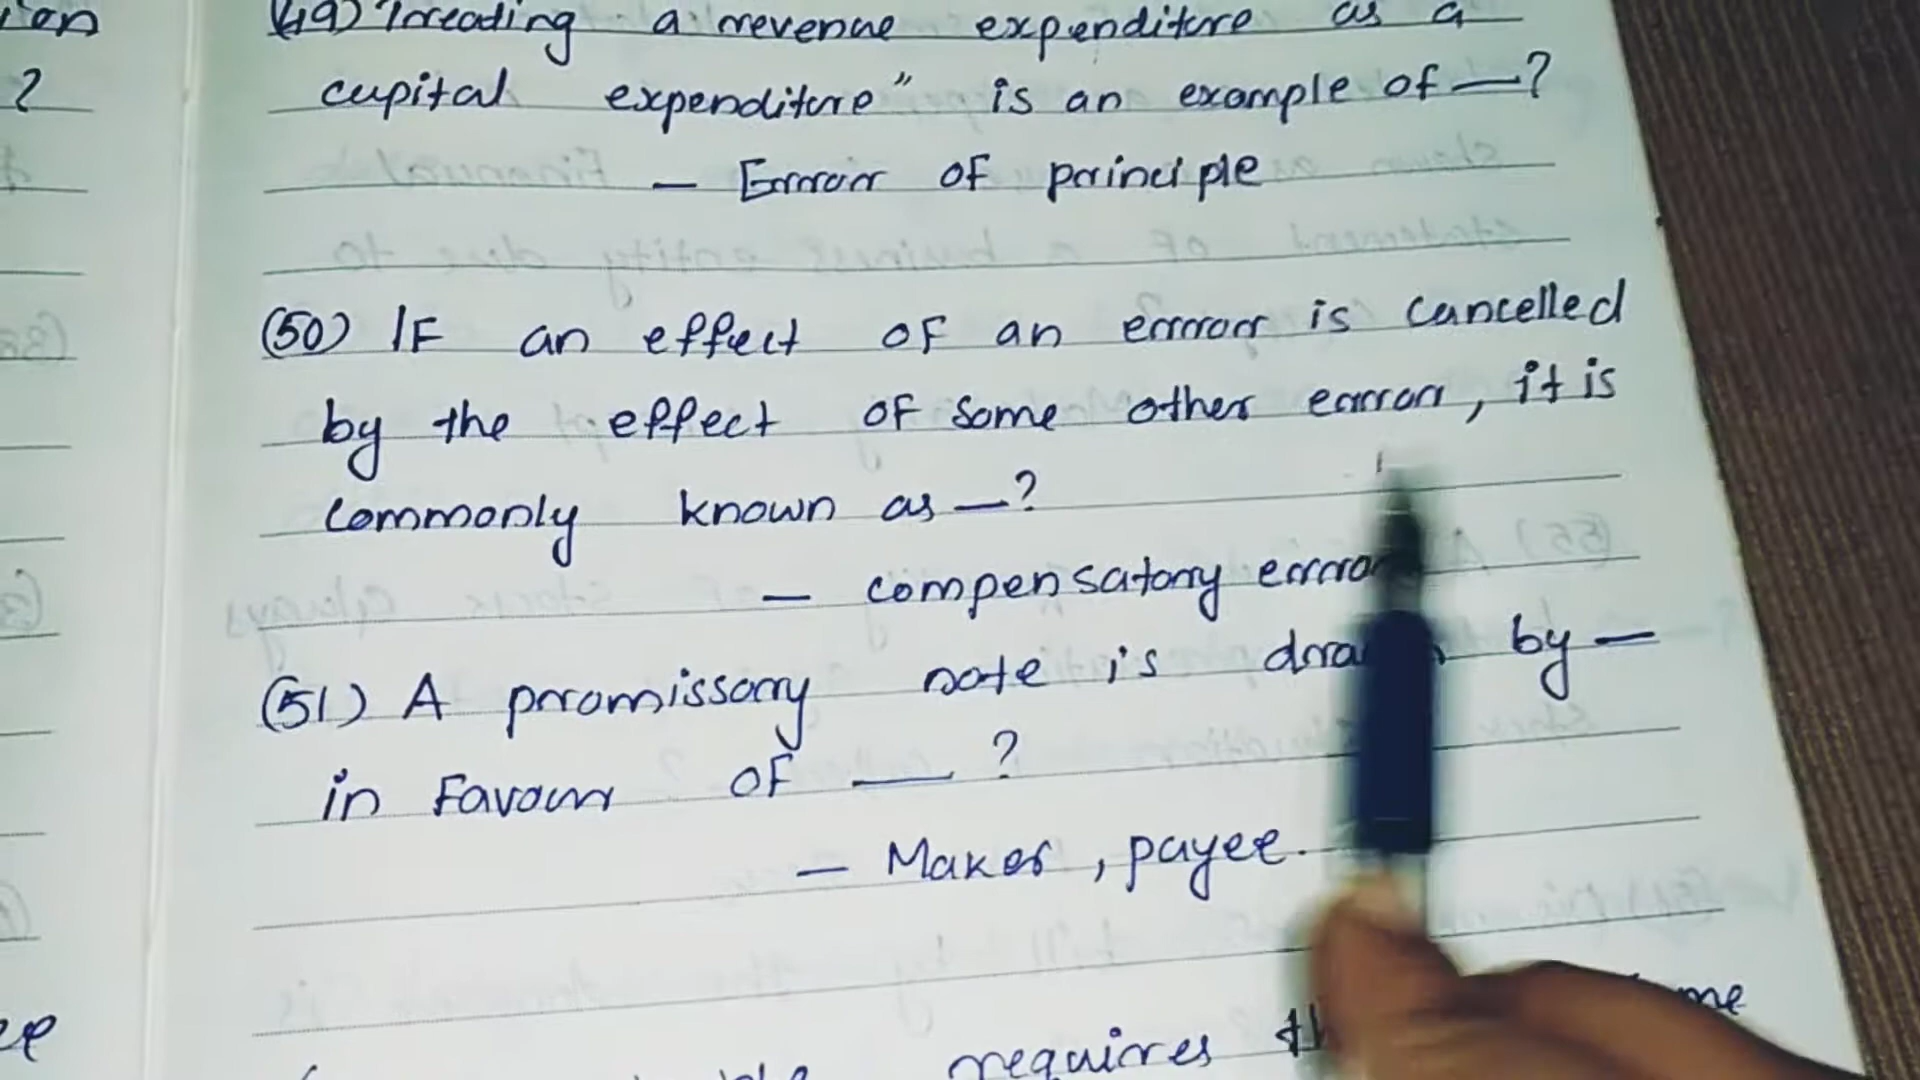 (49) Treating a revenue expenditure as a
capital expenditure" is an example of —?
— Error of principle
(50) IF an effect of an error is cancelled
by the effect of some other error, it is
commonly known as —?
— compensatory error
(51) A promissory note is drawn by —
in favour of — ?
— Maker, payee.
requires